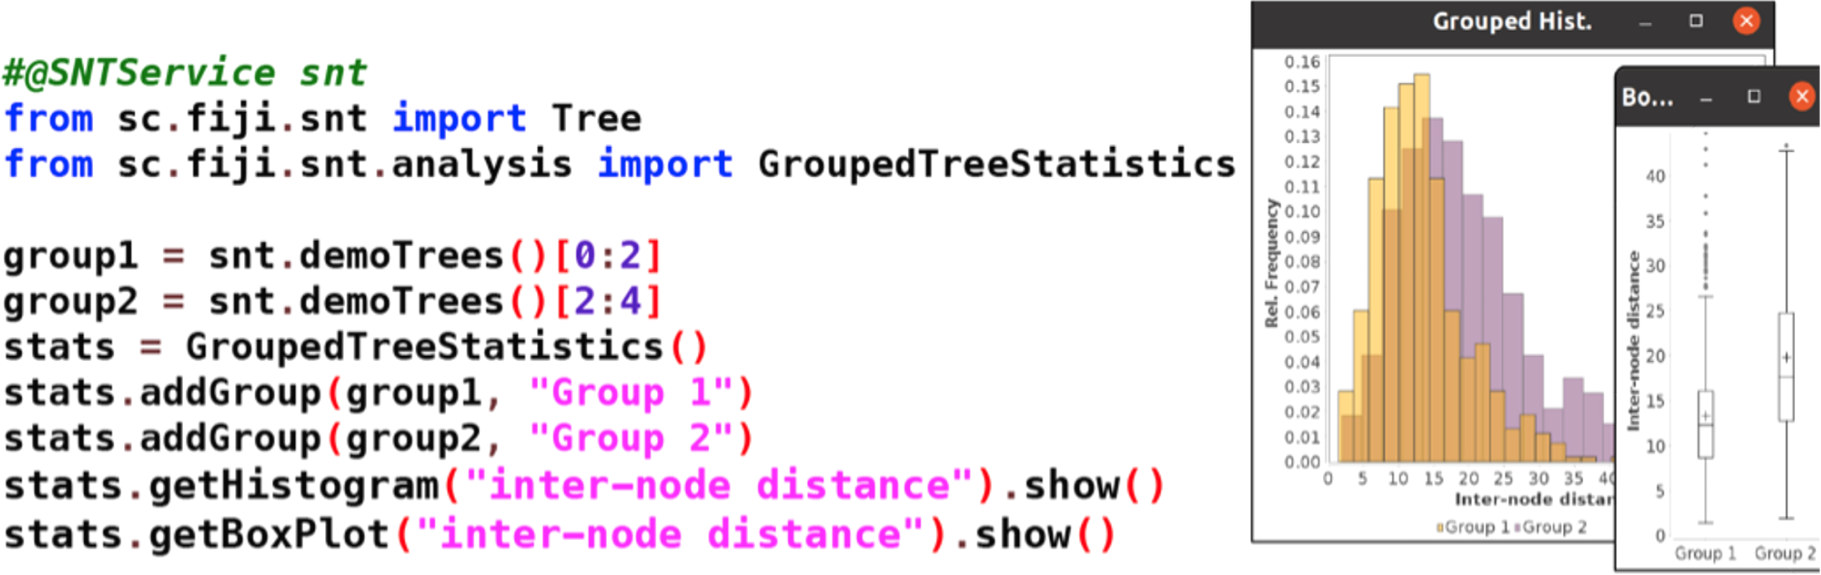 #@SNTService snt
from sc.fiji.snt import Tree
from sc.fiji.snt.analysis import GroupedTreeStatistics
group1 = snt.demoTrees()[0:2]
group2 = snt.demoTrees()[2:4]
stats = GroupedTreeStatistics()
stats.addGroup(group1, "Group 1")
stats.addGroup(group2, "Group 2")
stats.getHistogram("inter-node distance").show()
stats.getBoxPlot("inter-node distance").show()
Grouped Hist.
0.16
0.15
0.14
0.13
0.12
0.11
0.10
0.09
0.08
0.07
0.06
0.05
0.04
0.03
0.02
0.01
0.00
Rel. Frequency
0 5 10 15 20 25 30 35 40
Inter-node distan
Group 1 Group 2
Bo...
40
35
30
25
20
15
10
5
0
Inter-node distance
Group 1 Group 2